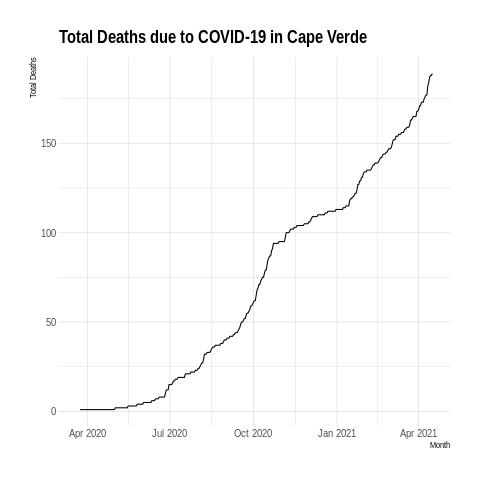 Total Deaths due to COVID-19 in Cape Verde
Total Deaths
150
100
50
0
Apr 2020 Jul 2020 Oct 2020 Jan 2021 Apr 2021
Month